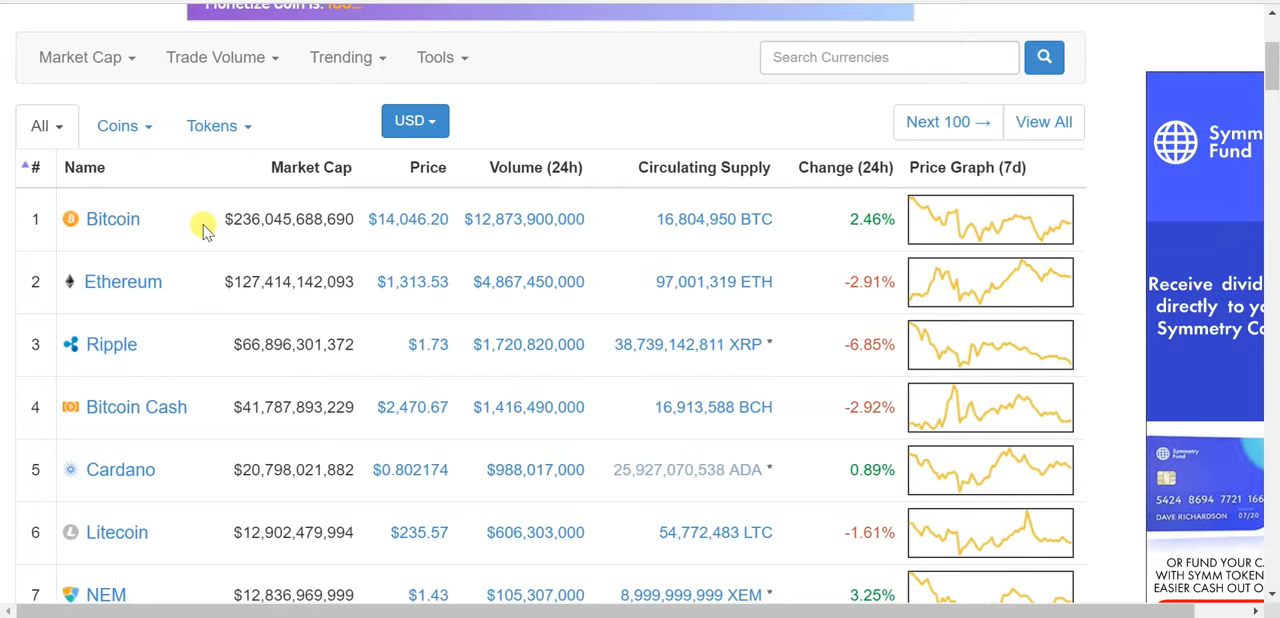 Monetize Coin is: 100...
Market Cap
Trade Volume
Trending
Tools
Search Currencies
All
Coins
Tokens
USD
Next 100 →
View All
# Name Market Cap Price Volume (24h) Circulating Supply Change (24h) Price Graph (7d)
1 Bitcoin $236,045,688,690 $14,046.20 $12,873,900,000 16,804,950 BTC 2.46%
2 Ethereum $127,414,142,093 $1,313.53 $4,867,450,000 97,001,319 ETH -2.91%
3 Ripple $66,896,301,372 $1.73 $1,720,820,000 38,739,142,811 XRP * -6.85%
4 Bitcoin Cash $41,787,893,229 $2,470.67 $1,416,490,000 16,913,588 BCH -2.92%
5 Cardano $20,798,021,882 $0.802174 $988,017,000 25,927,070,538 ADA * 0.89%
6 Litecoin $12,902,479,994 $235.57 $606,303,000 54,772,483 LTC -1.61%
7 NEM $12,836,969,999 $1.43 $105,307,000 8,999,999,999 XEM * 3.25%
Symm
Fund
Receive divid
directly to yo
Symmetry Co
Symmetry
Fund
5424 8694 7721 166
DAVE RICHARDSON 07/20
OR FUND YOUR C
WITH SYMM TOKEN
EASIER CASH OUT O